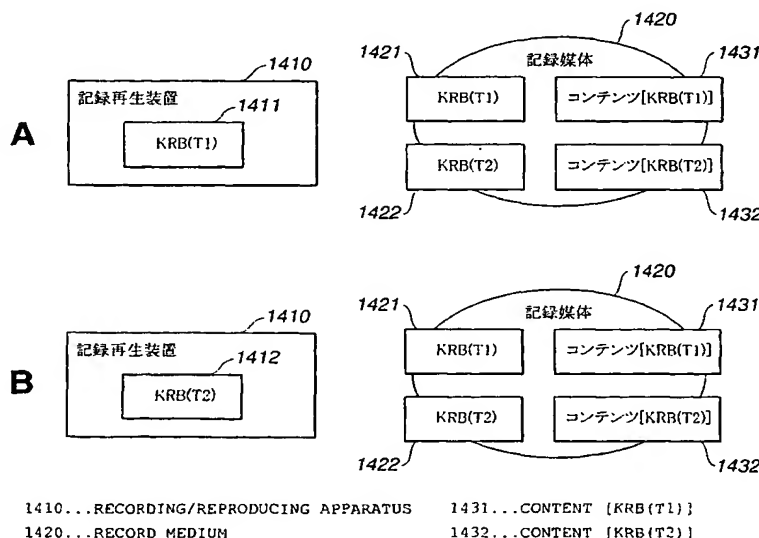 1410
記録再生装置
1411
KRB(T1)
A
1420
1421
1431
記録媒体
KRB(T1)
コンテンツ[KRB(T1)]
KRB(T2)
コンテンツ[KRB(T2)]
1422
1432
1410
記録再生装置
1412
KRB(T2)
B
1420
1421
1431
記録媒体
KRB(T1)
コンテンツ[KRB(T1)]
KRB(T2)
コンテンツ[KRB(T2)]
1422
1432
1410...RECORDING/REPRODUCING APPARATUS
1431...CONTENT [KRB(T1)]
1420...RECORD MEDIUM
1432...CONTENT [KRB(T2)]